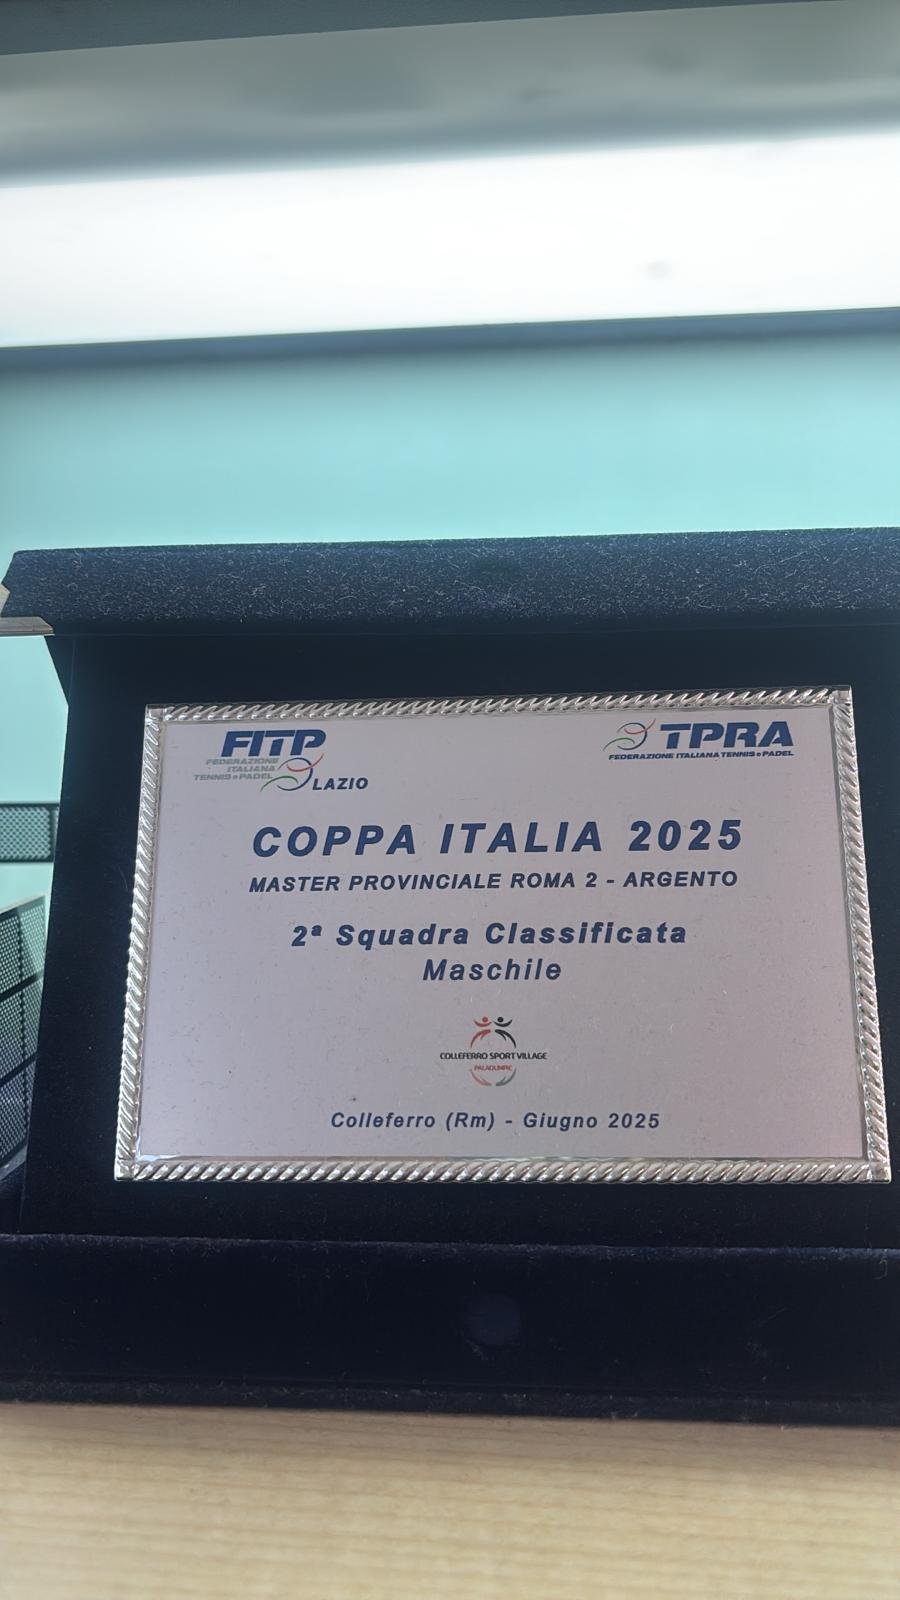 FITP
FEDERAZIONE
ITALIANA
TENNIS e PADEL
LAZIO
TPRA
FEDERAZIONE ITALIANA TENNIS e PADEL
COPPA ITALIA 2025
MASTER PROVINCIALE ROMA 2 - ARGENTO
2ª Squadra Classificata
Maschile
COLLEFERRO SPORT VILLAGE
Colleferro (Rm) - Giugno 2025